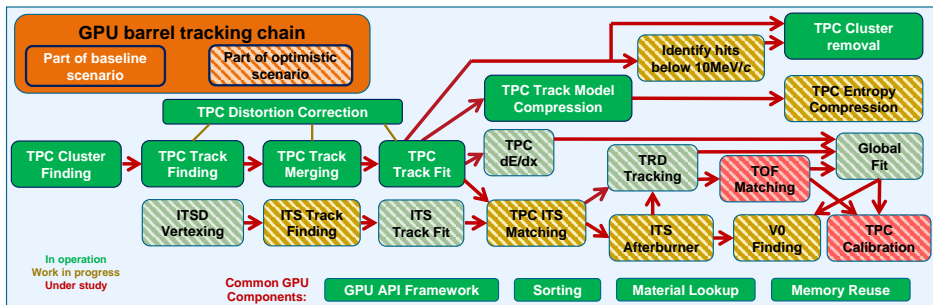 GPU barrel tracking chain
Part of baseline
scenario
Part of optimistic
scenario
Identify hits
below 10MeV/c
TPC Cluster
removal
TPC Distortion Correction
TPC Track Model
Compression
TPC Entropy
Compression
TPC Cluster
Finding
TPC Track
Finding
TPC Track
Merging
TPC
Track Fit
TPC
dE/dx
TRD
Tracking
TOF
Matching
Global
Fit
ITSD
Vertexing
ITS Track
Finding
ITS
Track Fit
TPC ITS
Matching
ITS
Afterburner
V0
Finding
TPC
Calibration
In operation
Work in progress
Under study
Common GPU
Components:
GPU API Framework
Sorting
Material Lookup
Memory Reuse